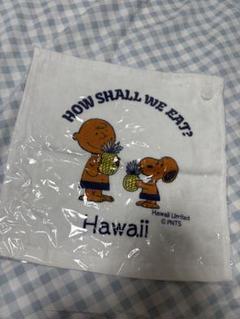 HOW SHALL WE EAT?
Hawaii
Hawaii Limited
© PNTS